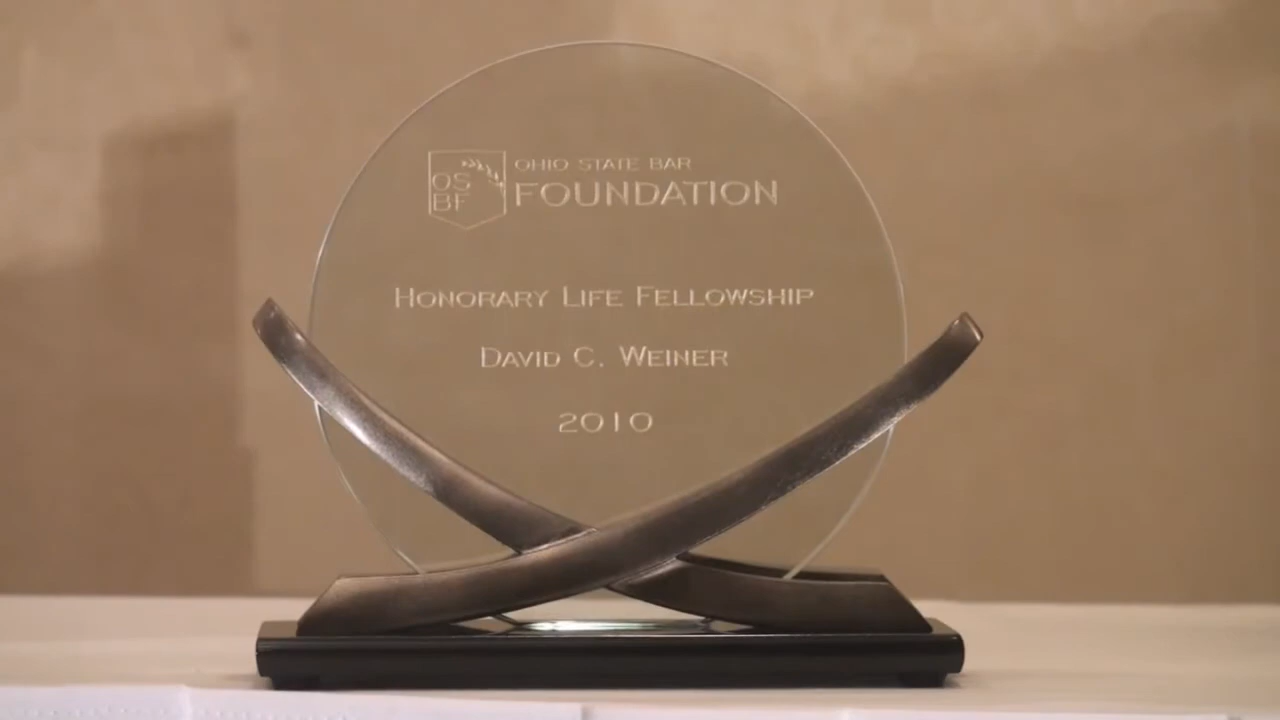 OS
BF
OHIO STATE BAR
FOUNDATION
HONORARY LIFE FELLOWSHIP
DAVID C. WEINER
2010